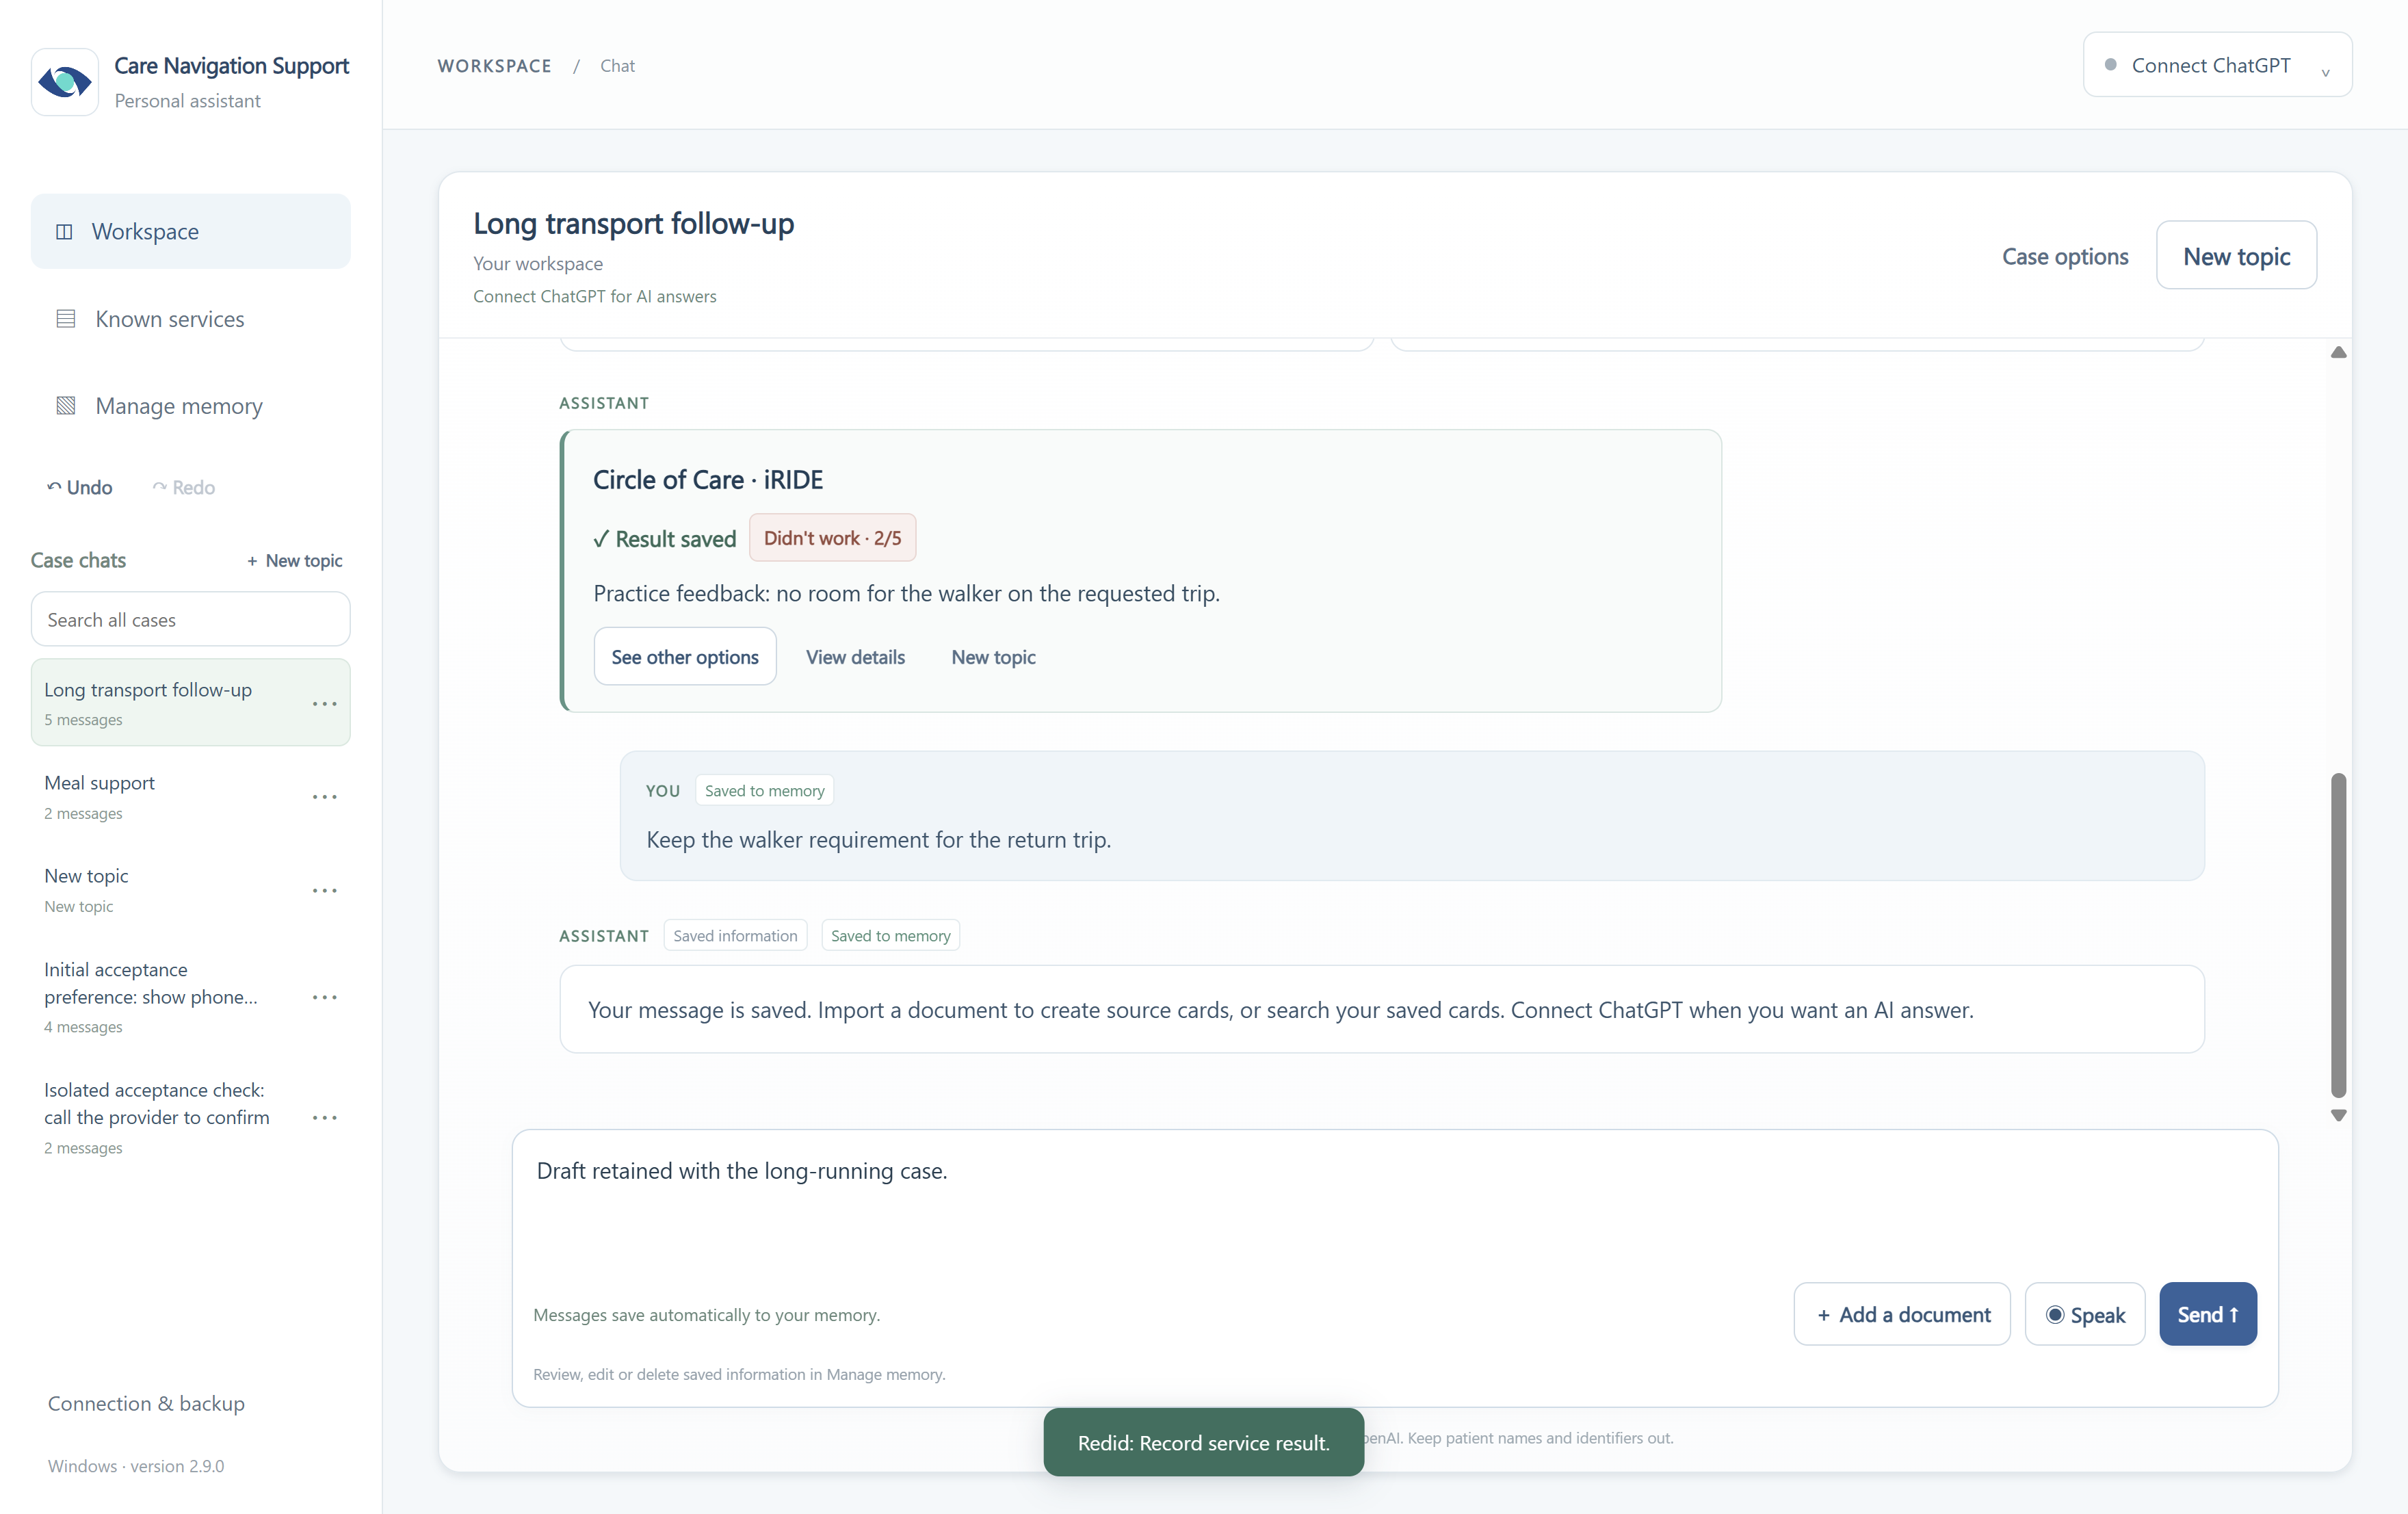 Care Navigation Support
Personal assistant
Workspace
Known services
Manage memory
↶ Undo
↷ Redo
Case chats
+ New topic
Search all cases
Long transport follow-up
5 messages
Meal support
2 messages
New topic
New topic
Initial acceptance
preference: show phone...
4 messages
Isolated acceptance check:
call the provider to confirm
2 messages
Connection & backup
Windows · version 2.9.0
WORKSPACE / Chat
Connect ChatGPT
Long transport follow-up
Your workspace
Connect ChatGPT for AI answers
Case options
New topic
ASSISTANT
Circle of Care · iRIDE
✓ Result saved
Didn't work · 2/5
Practice feedback: no room for the walker on the requested trip.
See other options
View details
New topic
YOU
Saved to memory
Keep the walker requirement for the return trip.
ASSISTANT
Saved information
Saved to memory
Your message is saved. Import a document to create source cards, or search your saved cards. Connect ChatGPT when you want an AI answer.
Draft retained with the long-running case.
Messages save automatically to your memory.
Review, edit or delete saved information in Manage memory.
+ Add a document
Speak
Send ↑
Redid: Record service result.
Keep patient names and identifiers out.